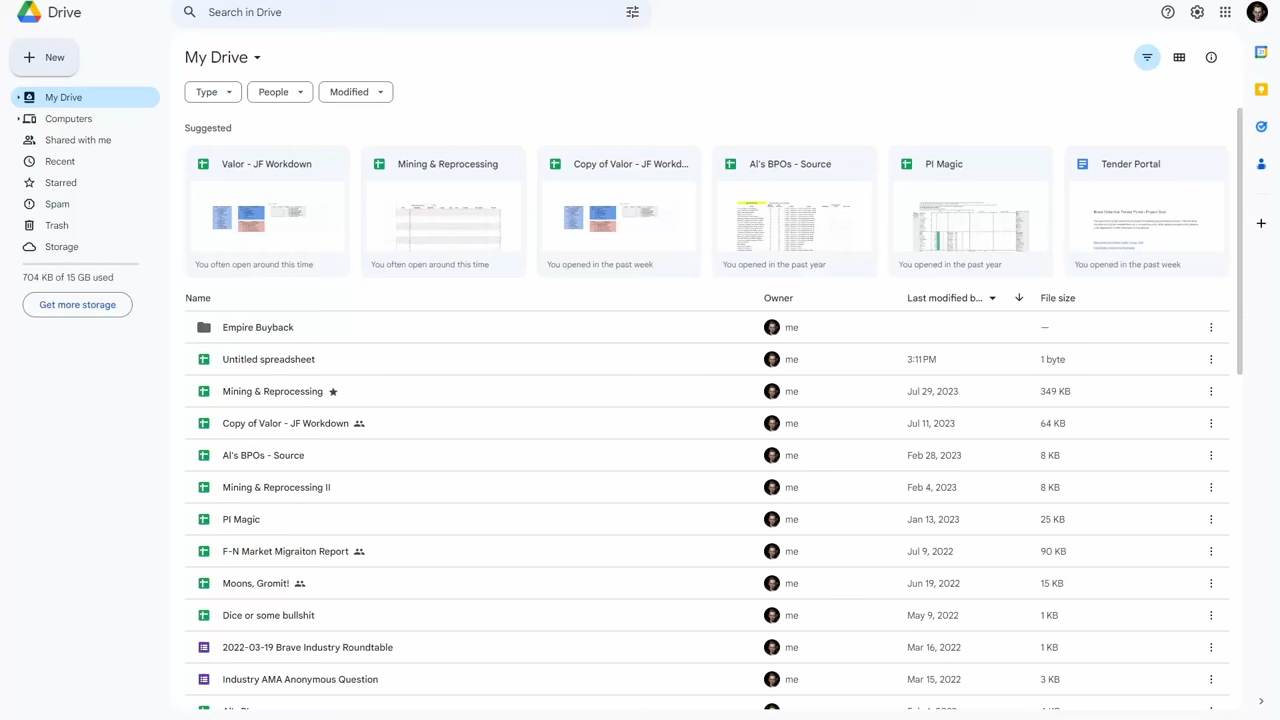 Drive
Search in Drive
New
My Drive
Computers
Shared with me
Recent
Starred
Spam
Trash
Storage
704 KB of 15 GB used
Get more storage
My Drive
Type People Modified
Suggested
Valor - JF Workdown
You often open around this time
Mining & Reprocessing
You often open around this time
Copy of Valor - JF Workd...
You opened in the past week
Al's BPOs - Source
You opened in the past year
PI Magic
You opened in the past year
Tender Portal
You opened in the past week
Name Owner Last modified b... File size
Empire Buyback me —
Untitled spreadsheet me 3:11 PM 1 byte
Mining & Reprocessing me Jul 29, 2023 349 KB
Copy of Valor - JF Workdown me Jul 11, 2023 64 KB
Al's BPOs - Source me Feb 28, 2023 8 KB
Mining & Reprocessing II me Feb 4, 2023 8 KB
PI Magic me Jan 13, 2023 25 KB
F-N Market Migraiton Report me Jul 9, 2022 90 KB
Moons, Gromit! me Jun 19, 2022 15 KB
Dice or some bullshit me May 9, 2022 1 KB
2022-03-19 Brave Industry Roundtable me Mar 16, 2022 1 KB
Industry AMA Anonymous Question me Mar 15, 2022 3 KB